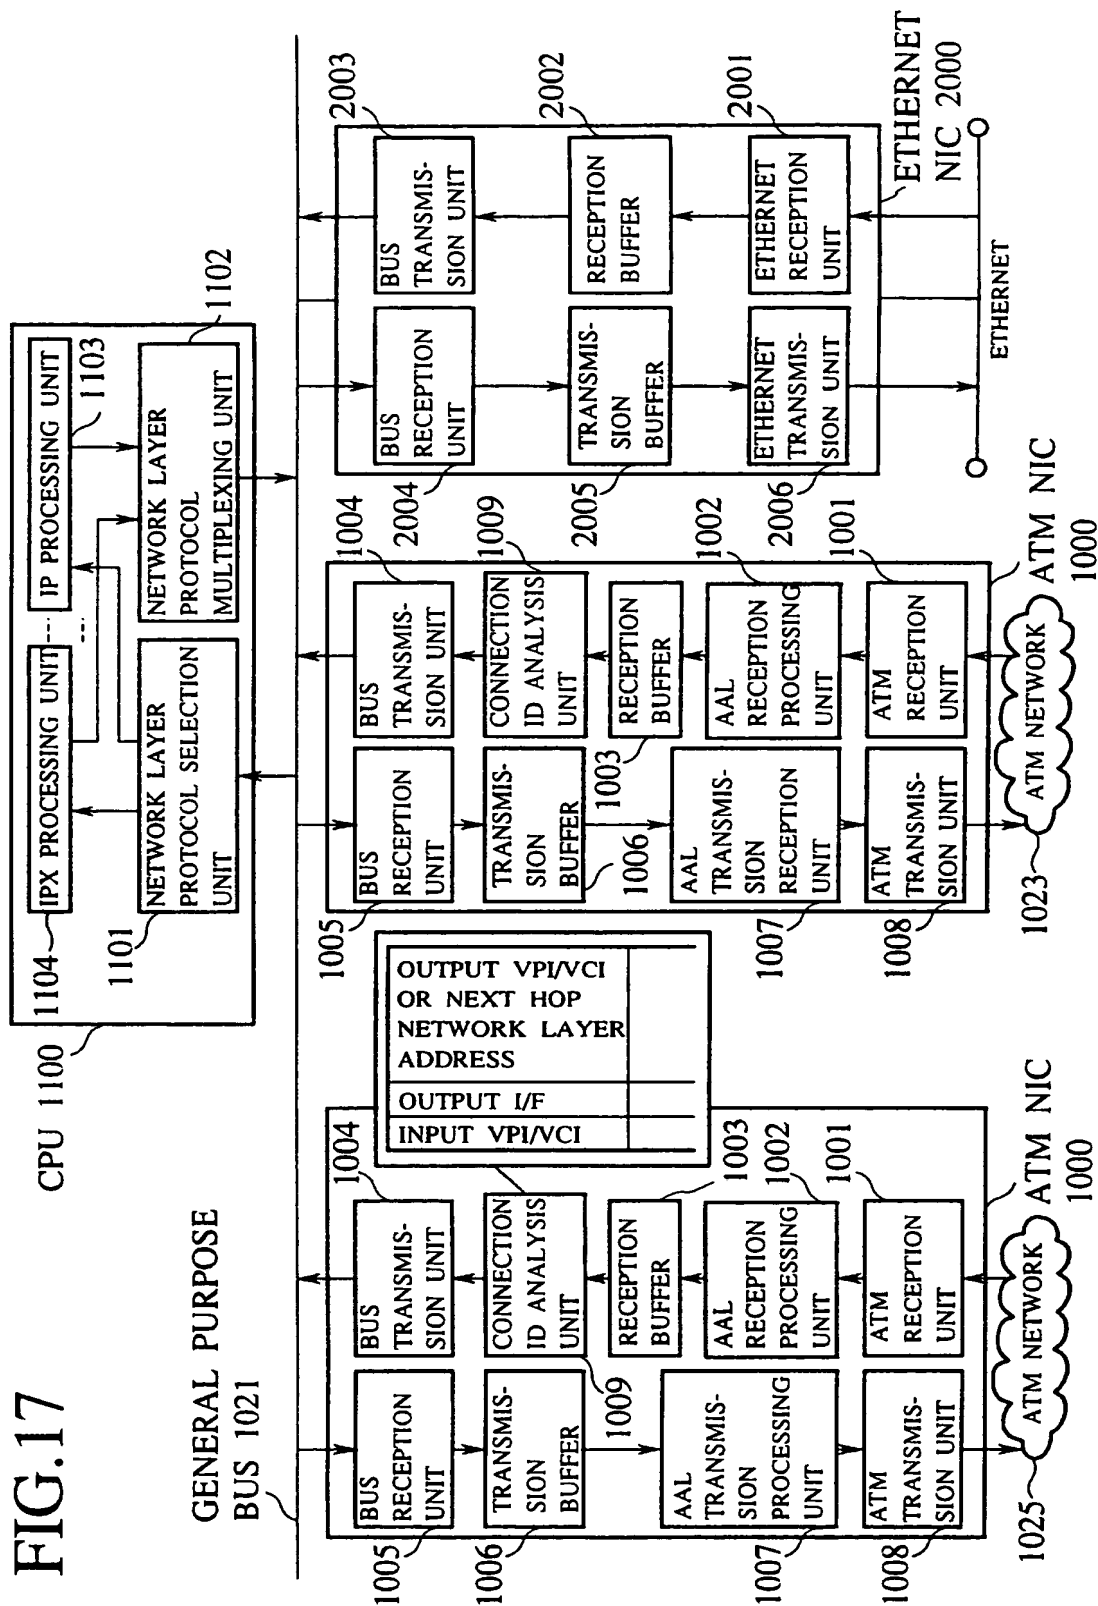 FIG.17
GENERAL PURPOSE
BUS 1021
CPU 1100
1104
IPX PROCESSING UNIT
IP PROCESSING UNIT
1103
1101
NETWORK LAYER
PROTOCOL SELECTION
UNIT
NETWORK LAYER
PROTOCOL
MULTIPLEXING UNIT
1102
1005
BUS
RECEPTION
UNIT
BUS
TRANSMIS-
SION UNIT
1004
1006
TRANSMIS-
SION
BUFFER
CONNECTION
ID ANALYSIS
UNIT
1009
RECEPTION
BUFFER
1003
1007
AAL
TRANSMIS-
SION
PROCESSING
UNIT
AAL
RECEPTION
PROCESSING
UNIT
1002
1008
ATM
TRANSMIS-
SION UNIT
ATM
RECEPTION
UNIT
1001
ATM NIC
1000
1025
ATM NETWORK
INPUT VPI/VCI
OUTPUT I/F
OUTPUT VPI/VCI
OR NEXT HOP
NETWORK LAYER
ADDRESS
1005
BUS
RECEPTION
UNIT
BUS
TRANSMIS-
SION UNIT
1004
TRANSMIS-
SION
BUFFER
1006
CONNECTION
ID ANALYSIS
UNIT
1009
1003
RECEPTION
BUFFER
1007
AAL
TRANSMIS-
SION
RECEPTION
UNIT
AAL
RECEPTION
PROCESSING
UNIT
1002
1008
ATM
TRANSMIS-
SION UNIT
ATM
RECEPTION
UNIT
1001
ATM NIC
1000
1023
ATM NETWORK
2004
BUS
RECEPTION
UNIT
BUS
TRANSMIS-
SION UNIT
2003
2005
TRANSMIS-
SION
BUFFER
RECEPTION
BUFFER
2002
2006
ETHERNET
TRANSMIS-
SION UNIT
ETHERNET
RECEPTION
UNIT
2001
ETHERNET
NIC 2000
ETHERNET